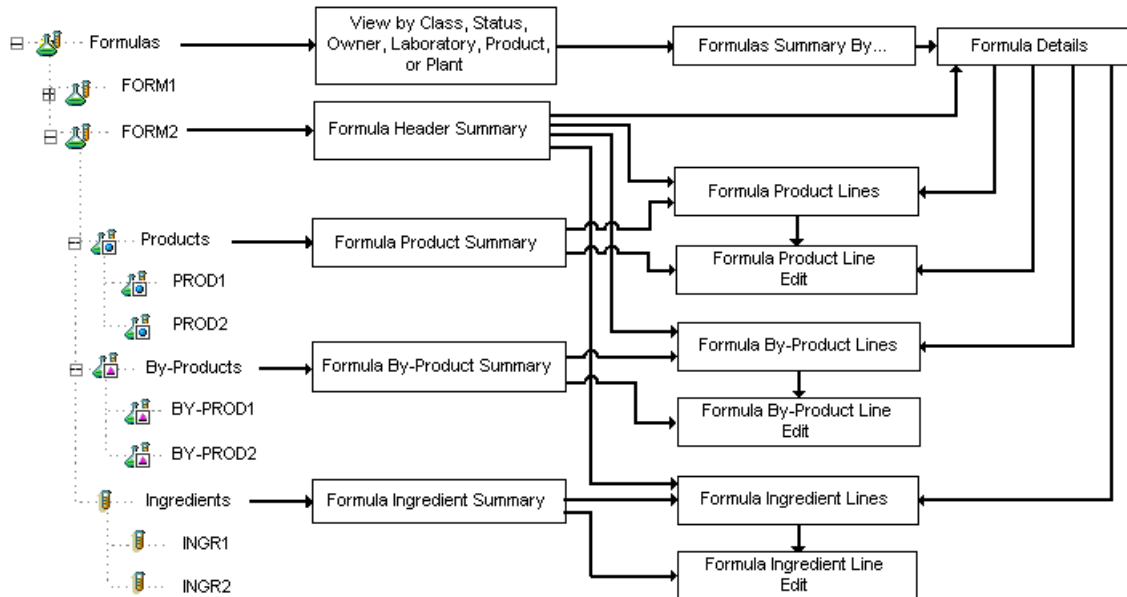 View by Class, Status,
Owner, Laboratory, Product,
or Plant
Formulas
Formulas Summary By...
Formula Details
FORM1
FORM2
Formula Header Summary
Formula Product Lines
Products
Formula Product Summary
Formula Product Line
Edit
PROD1
PROD2
Formula By-Product Lines
By-Products
Formula By-Product Summary
BY-PROD1
Formula By-Product Line
Edit
BY-PROD2
Ingredients
Formula Ingredient Summary
Formula Ingredient Lines
INGR1
Formula Ingredient Line
Edit
INGR2